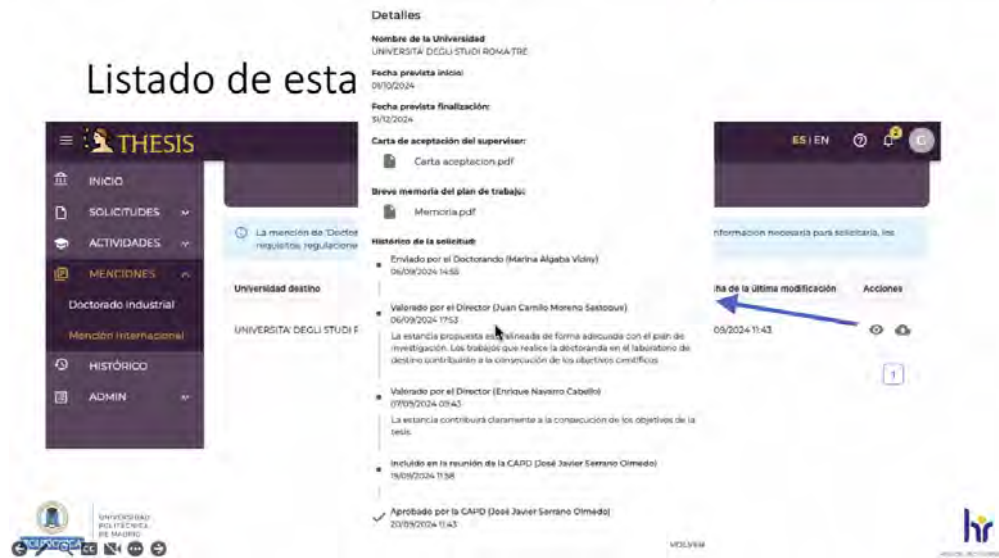 Listado de esta
Detalles
Nombre de la Universidad
UNIVERSITA' DEGLI STUDI ROMA TRE
Fecha prevista inicio:
01/10/2024
Fecha prevista finalización:
31/12/2024
Carta de aceptación del supervisor:
Carta aceptacion.pdf
Breve memoria del plan de trabajo:
Memoria.pdf
Histórico de la solicitud:
Enviado por el Doctorando (Marina Algaba Vidoy)
06/09/2024 14:55
Valorado por el Director (Juan Camilo Moreno Sastoque)
06/09/2024 17:53
La estancia propuesta está alineada de forma adecuada con el plan de
investigación. Los trabajos que realice la doctoranda en el laboratorio de
destino contribuirán a la consecución de los objetivos científicos.
Valorado por el Director (Enrique Navarro Cabello)
07/09/2024 09:43
La estancia contribuirá claramente a la consecución de los objetivos de la
tesis.
Incluido en la reunión de la CAPD (José Javier Serrano Olmedo)
19/09/2024 11:58
Aprobado por la CAPD (José Javier Serrano Olmedo)
20/09/2024 11:43
VOLVER
THESIS
ES | EN
2
G
INICIO
SOLICITUDES
ACTIVIDADES
MENCIONES
Doctorado Industrial
Mención Internacional
HISTÓRICO
ADMIN
La mención de 'Doctor
requisitos, regulacione
nformación necesaria para solicitarla, los
Universidad destino
ha de la última modificación
Acciones
UNIVERSITA' DEGLI STUDI R
09/2024 11:43
1
UNIVERSIDAD
POLITÉCNICA
DE MADRID
POLITÉCNICA
CC
hr